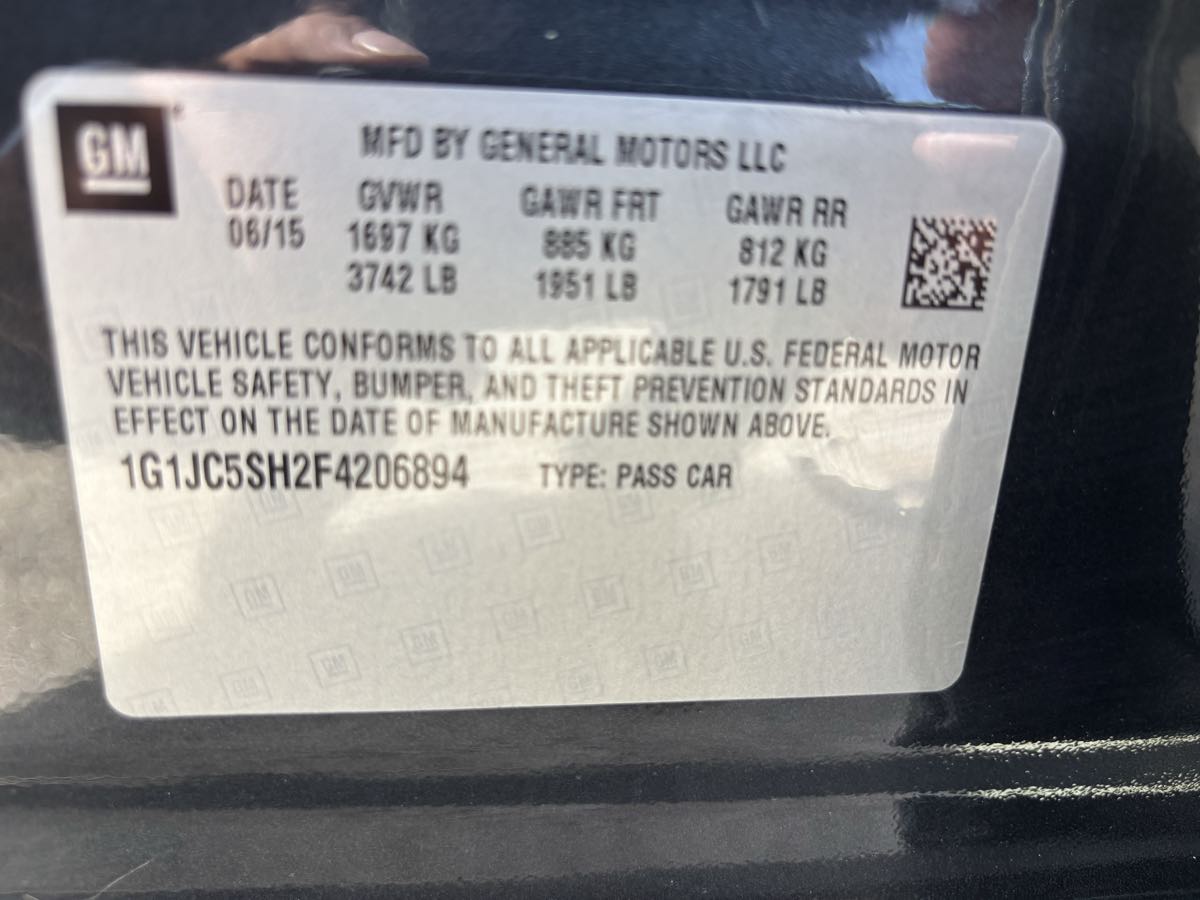 GM
MFD BY GENERAL MOTORS LLC
DATE GVWR GAWR FRT GAWR RR
06/15 1697 KG 885 KG 812 KG
3742 LB 1951 LB 1791 LB
THIS VEHICLE CONFORMS TO ALL APPLICABLE U.S. FEDERAL MOTOR
VEHICLE SAFETY, BUMPER, AND THEFT PREVENTION STANDARDS IN
EFFECT ON THE DATE OF MANUFACTURE SHOWN ABOVE.
1G1JC5SH2F4206894 TYPE: PASS CAR